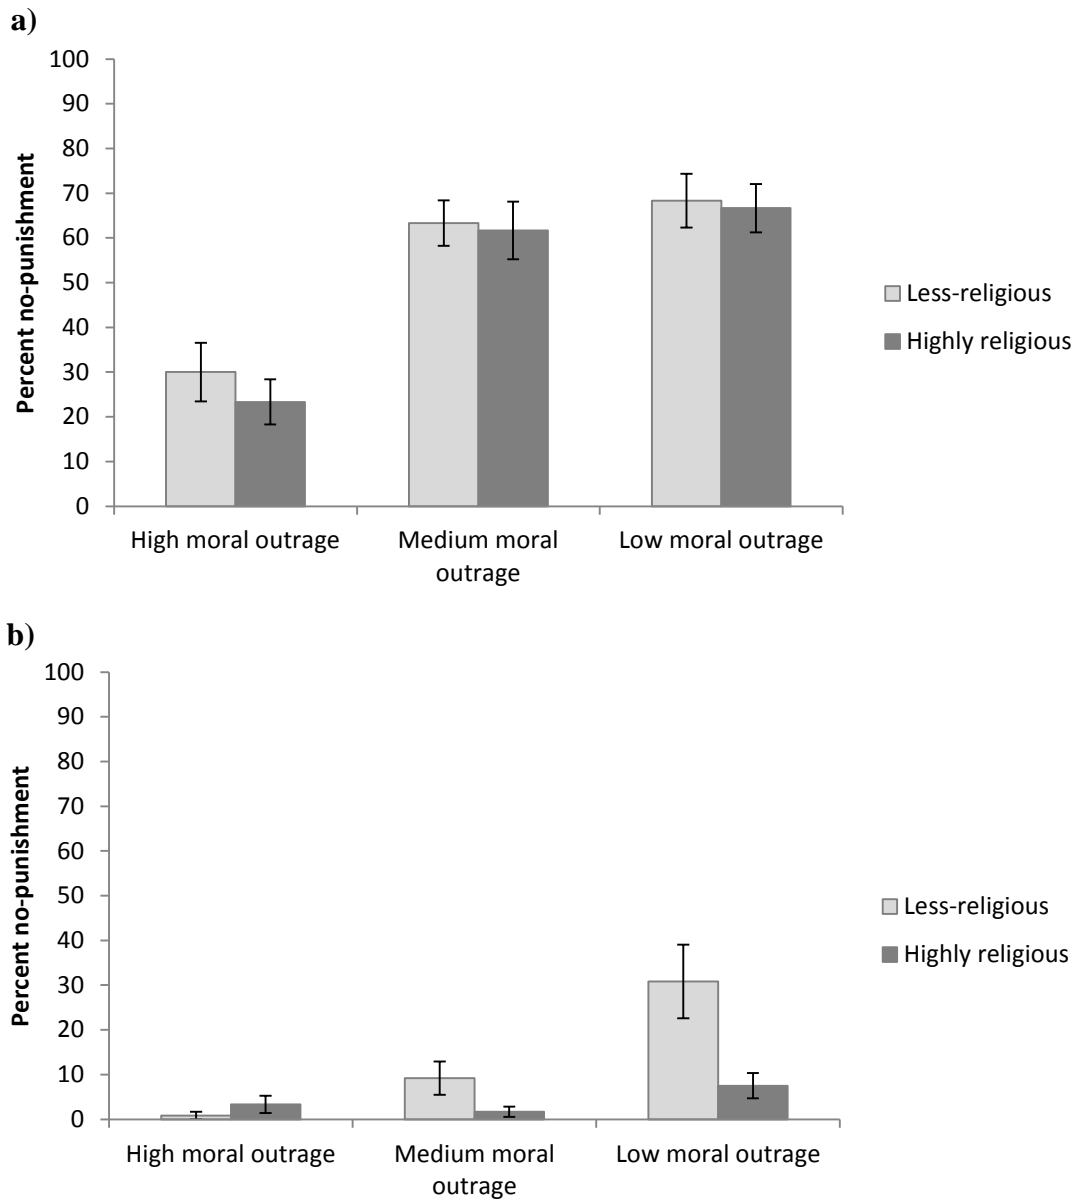 a)
100
90
80
70
60
50
40
30
20
10
0
Percent no-punishment
High moral outrage
Medium moral
outrage
Low moral outrage
Less-religious
Highly religious
b)
100
90
80
70
60
50
40
30
20
10
0
Percent no-punishment
High moral outrage
Medium moral
outrage
Low moral outrage
Less-religious
Highly religious